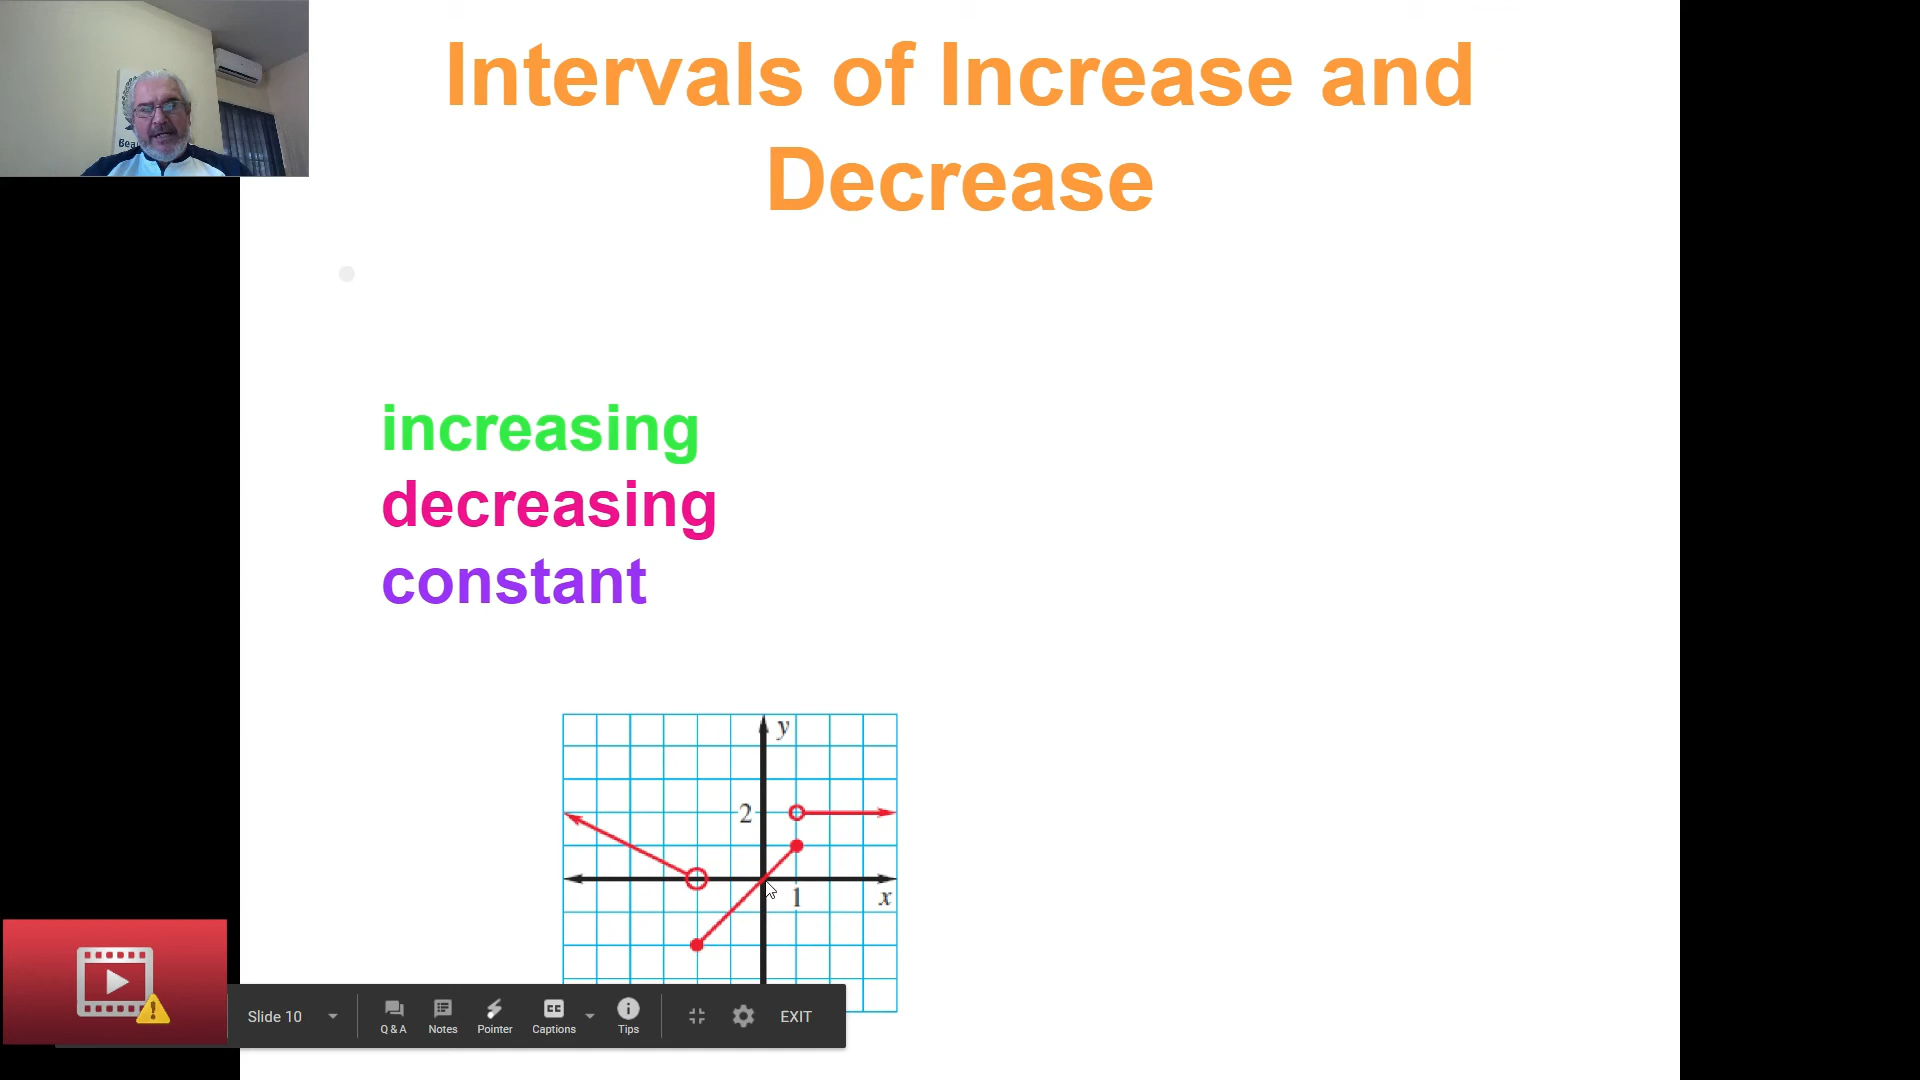 Intervals of Increase and
Decrease
increasing
decreasing
constant
y
2
1
x
Slide 10
Q & A
Notes
Pointer
Captions
Tips
EXIT